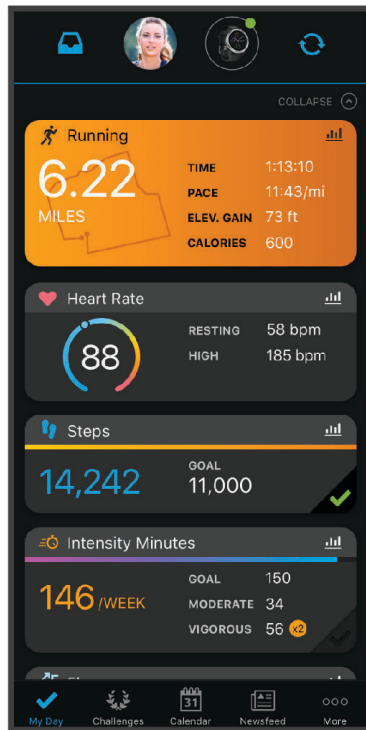 COLLAPSE
Running
6.22
MILES
TIME 1:13:10
PACE 11:43/mi
ELEV. GAIN 73 ft
CALORIES 600
Heart Rate
88
RESTING 58 bpm
HIGH 185 bpm
Steps
14,242
GOAL
11,000
Intensity Minutes
146 /WEEK
GOAL 150
MODERATE 34
VIGOROUS 56 x2
31
My Day Challenges Calendar Newsfeed More